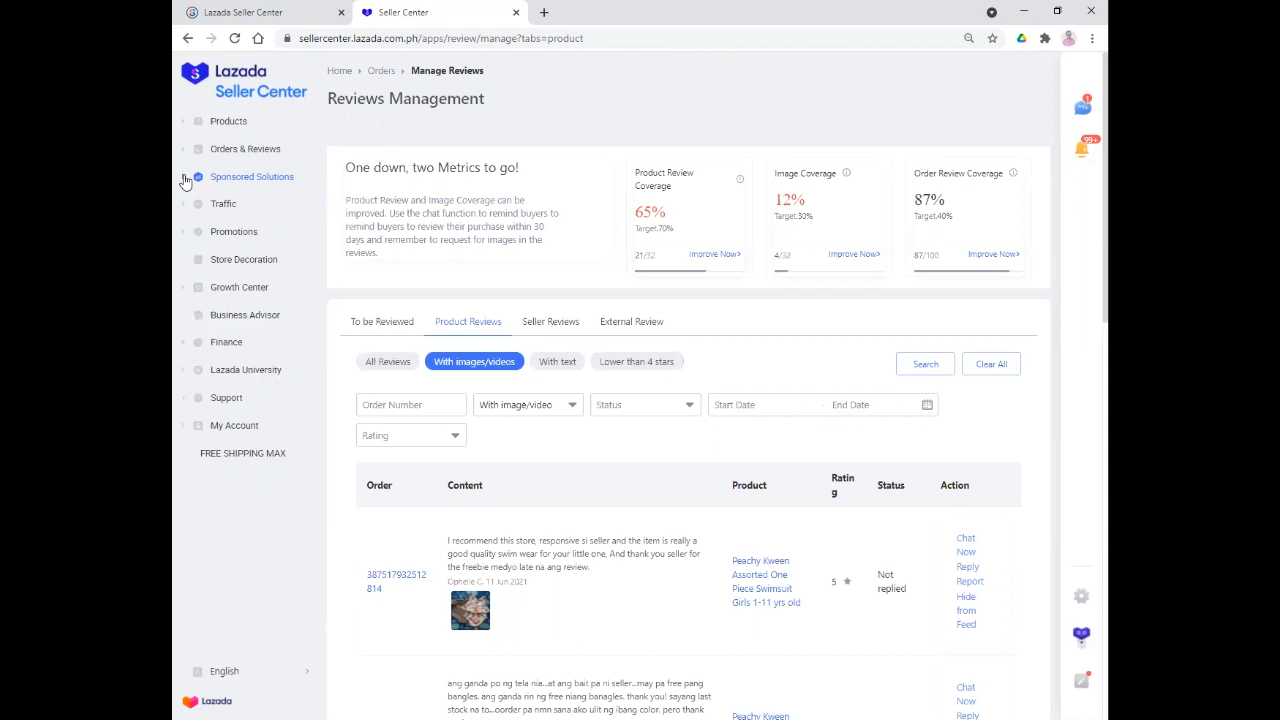 Lazada Seller Center
Seller Center
sellercenter.lazada.com.ph/apps/review/manage?tabs=product
Lazada
Seller Center
Products
Orders & Reviews
Sponsored Solutions
Traffic
Promotions
Store Decoration
Growth Center
Business Advisor
Finance
Lazada University
Support
My Account
FREE SHIPPING MAX
English
Lazada
Home
Orders
Manage Reviews
Reviews Management
One down, two Metrics to go!
Product Review and Image Coverage can be
improved. Use the chat function to remind buyers to
remind buyers to review their purchase within 30
days and remember to request for images in the
reviews.
Product Review
Coverage
65%
Target.70%
21/32
Improve Now>
Image Coverage
12%
Target.30%
4/32
Improve Now>
Order Review Coverage
87%
Target.40%
87/100
Improve Now>
To be Reviewed
Product Reviews
Seller Reviews
External Review
All Reviews
With images/videos
With text
Lower than 4 stars
Search
Clear All
Order Number
With image/video
Status
Start Date
-
End Date
Rating
Order
Content
Product
Ratin
g
Status
Action
387517932512
814
I recommend this store, responsive si seller and the item is really a
good quality swim wear for your little one, And thank you seller for
the freebie medyo late na ang review.
Ophelle C. 11 Jun 2021
Peachy Kween
Assorted One
Piece Swimsuit
Girls 1-11 yrs old
5
Not
replied
Chat
Now
Reply
Report
Hide
from
Feed
ang ganda po ng tela nia...at ang bait pa ni seller...may pa free pang
bangles. ang ganda rin ng free niang banagles. thank you! sayang last
stock na to...oorder pa nmn sana ako ulit ng ibang color. pero thank
Peachy Kween
Chat
Now
Reply
1
99+